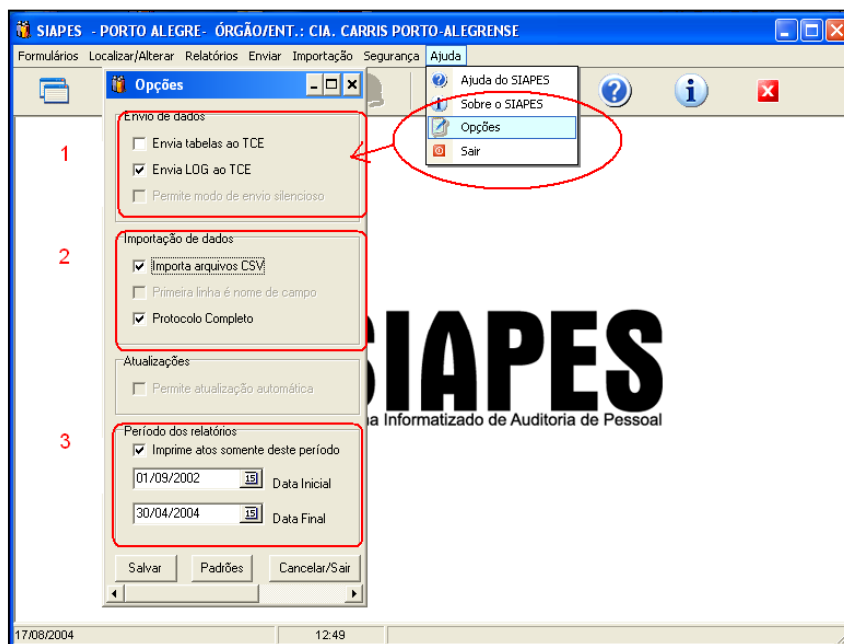 SIAPES - PORTO ALEGRE- ÓRGÃO/ENT.: CIA. CARRIS PORTO-ALEGRENSE
Formulários Localizar/Alterar Relatórios Enviar Importação Segurança Ajuda
Ajuda do SIAPES
Sobre o SIAPES
Opções
Sair
Opções
Envio de dados
1
Envia tabelas ao TCE
Envia LOG ao TCE
Permite modo de envio silencioso
Importação de dados
2
Importa arquivos CSV
Primeira linha é nome de campo
Protocolo Completo
Atualizações
Permite atualização automática
SIAPES
na Informatizado de Auditoria de Pessoal
Período dos relatórios
3
Imprime atos somente deste período
01/09/2002 15 Data Inicial
30/04/2004 15 Data Final
Salvar Padrões Cancelar/Sair
17/08/2004 12:49